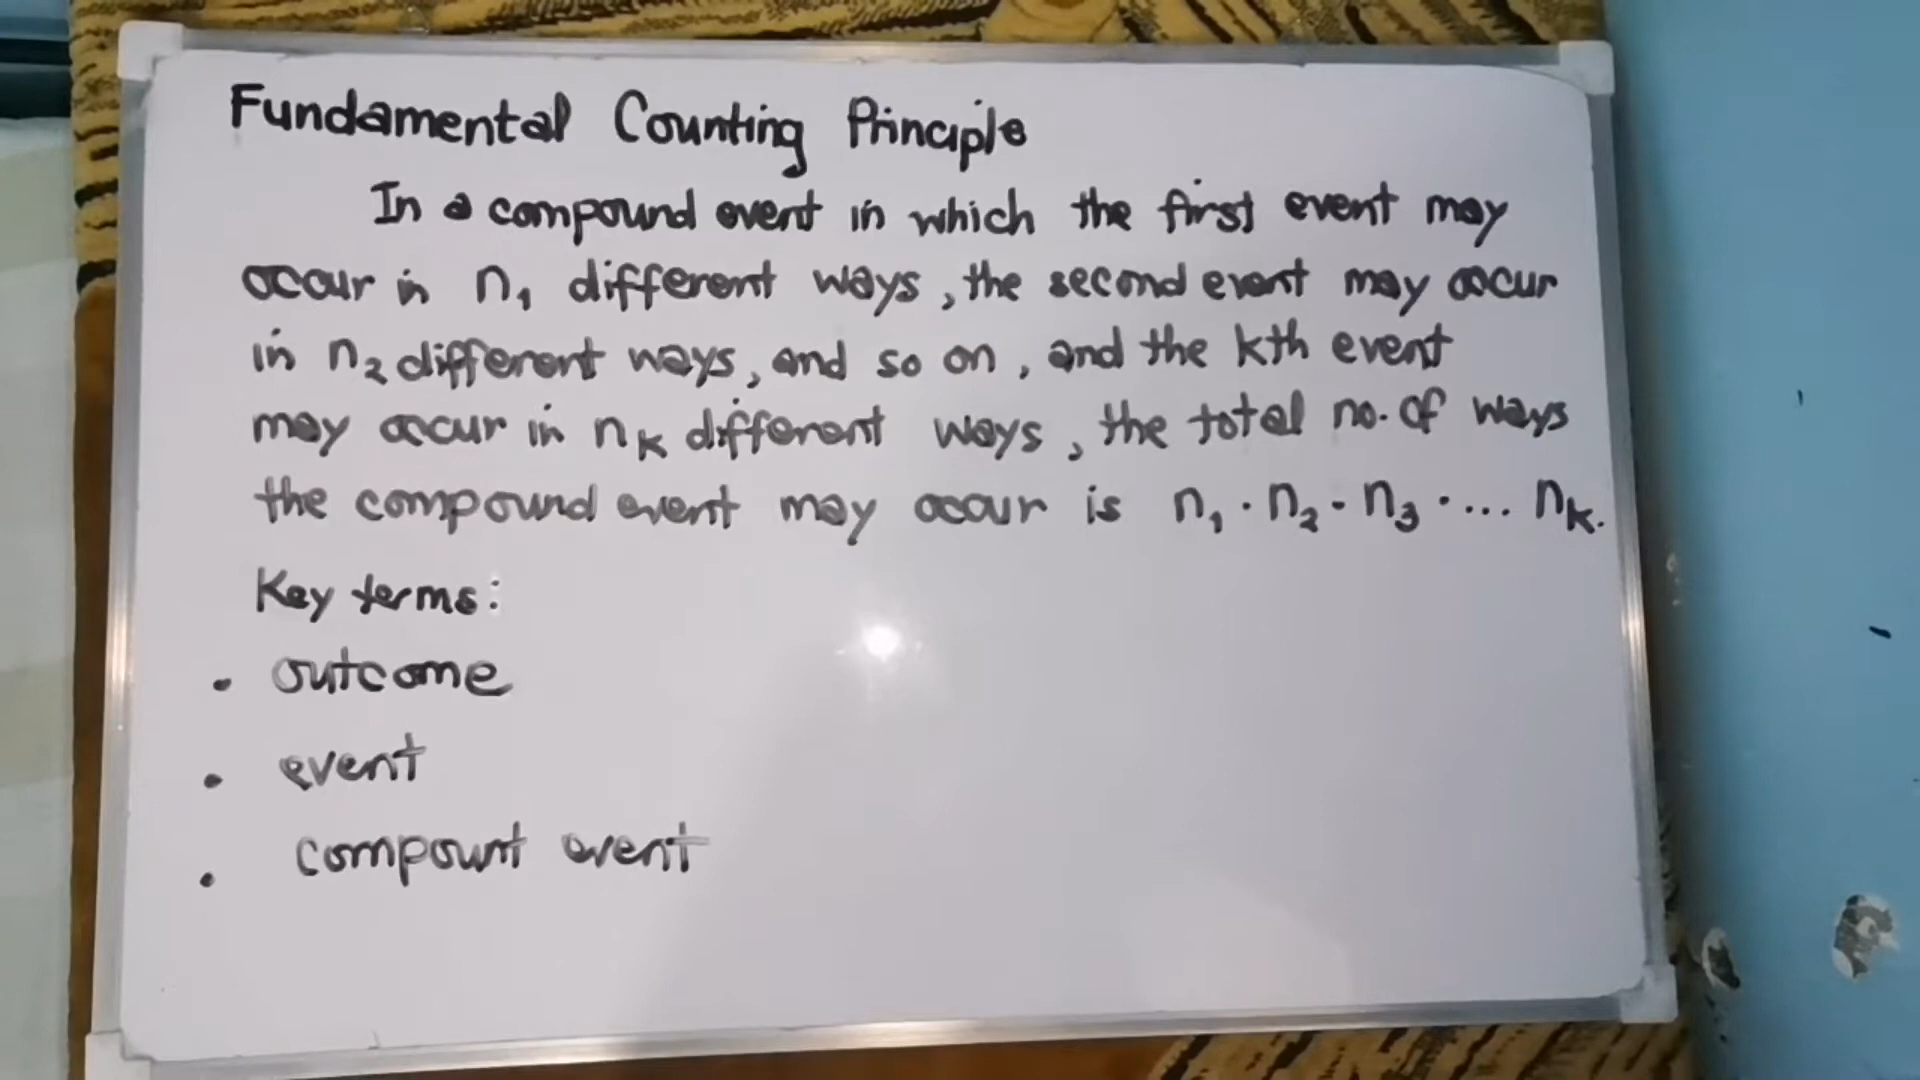 Fundamental Counting Principle
In a compound event in which the first event may
occur in n₁ different ways, the second event may occur
in n₂ different ways, and so on, and the kth event
may occur in nₖ different ways, the total no. of ways
the compound event may occur is n₁ · n₂ · n₃ · ... nₖ.
Key terms:
• outcome
• event
• compount event